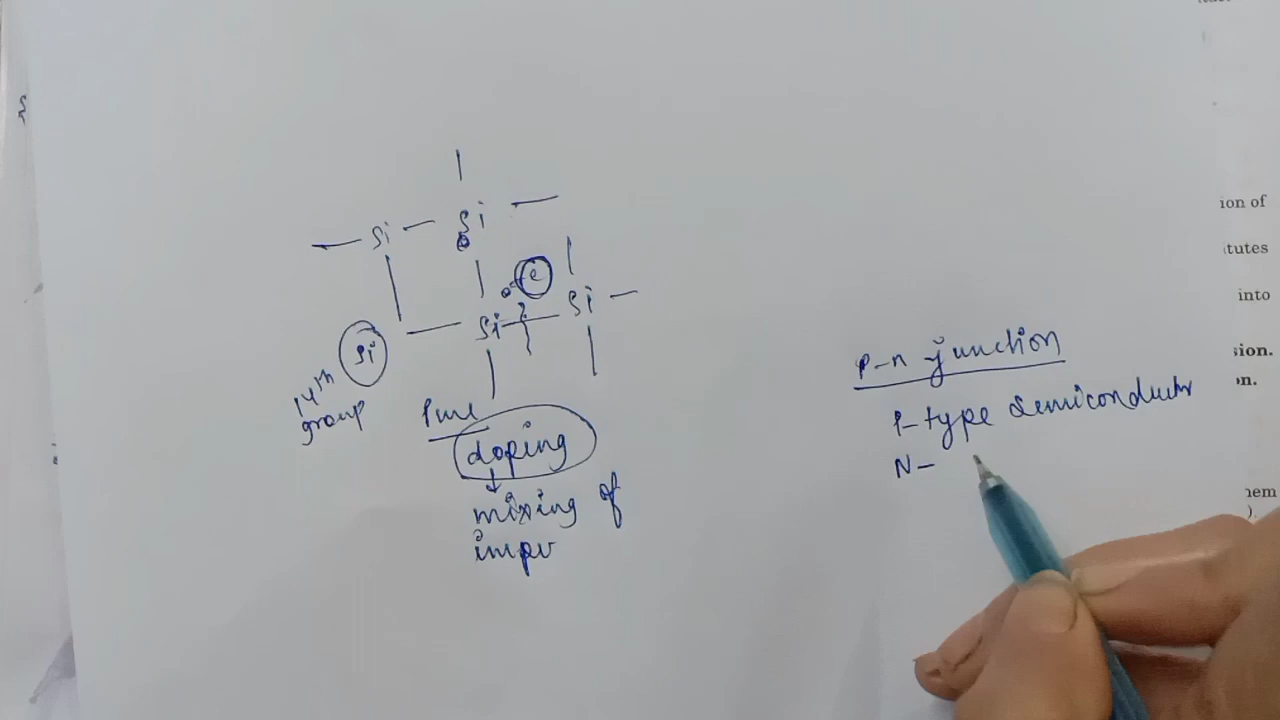 Si - Si
e
Si - Si
Si
14th
group
Pure
doping
mixing of
impu
P-n junction
P-type Semiconductr
N-
ion of
tutes
into
sion.
on.
hem
).